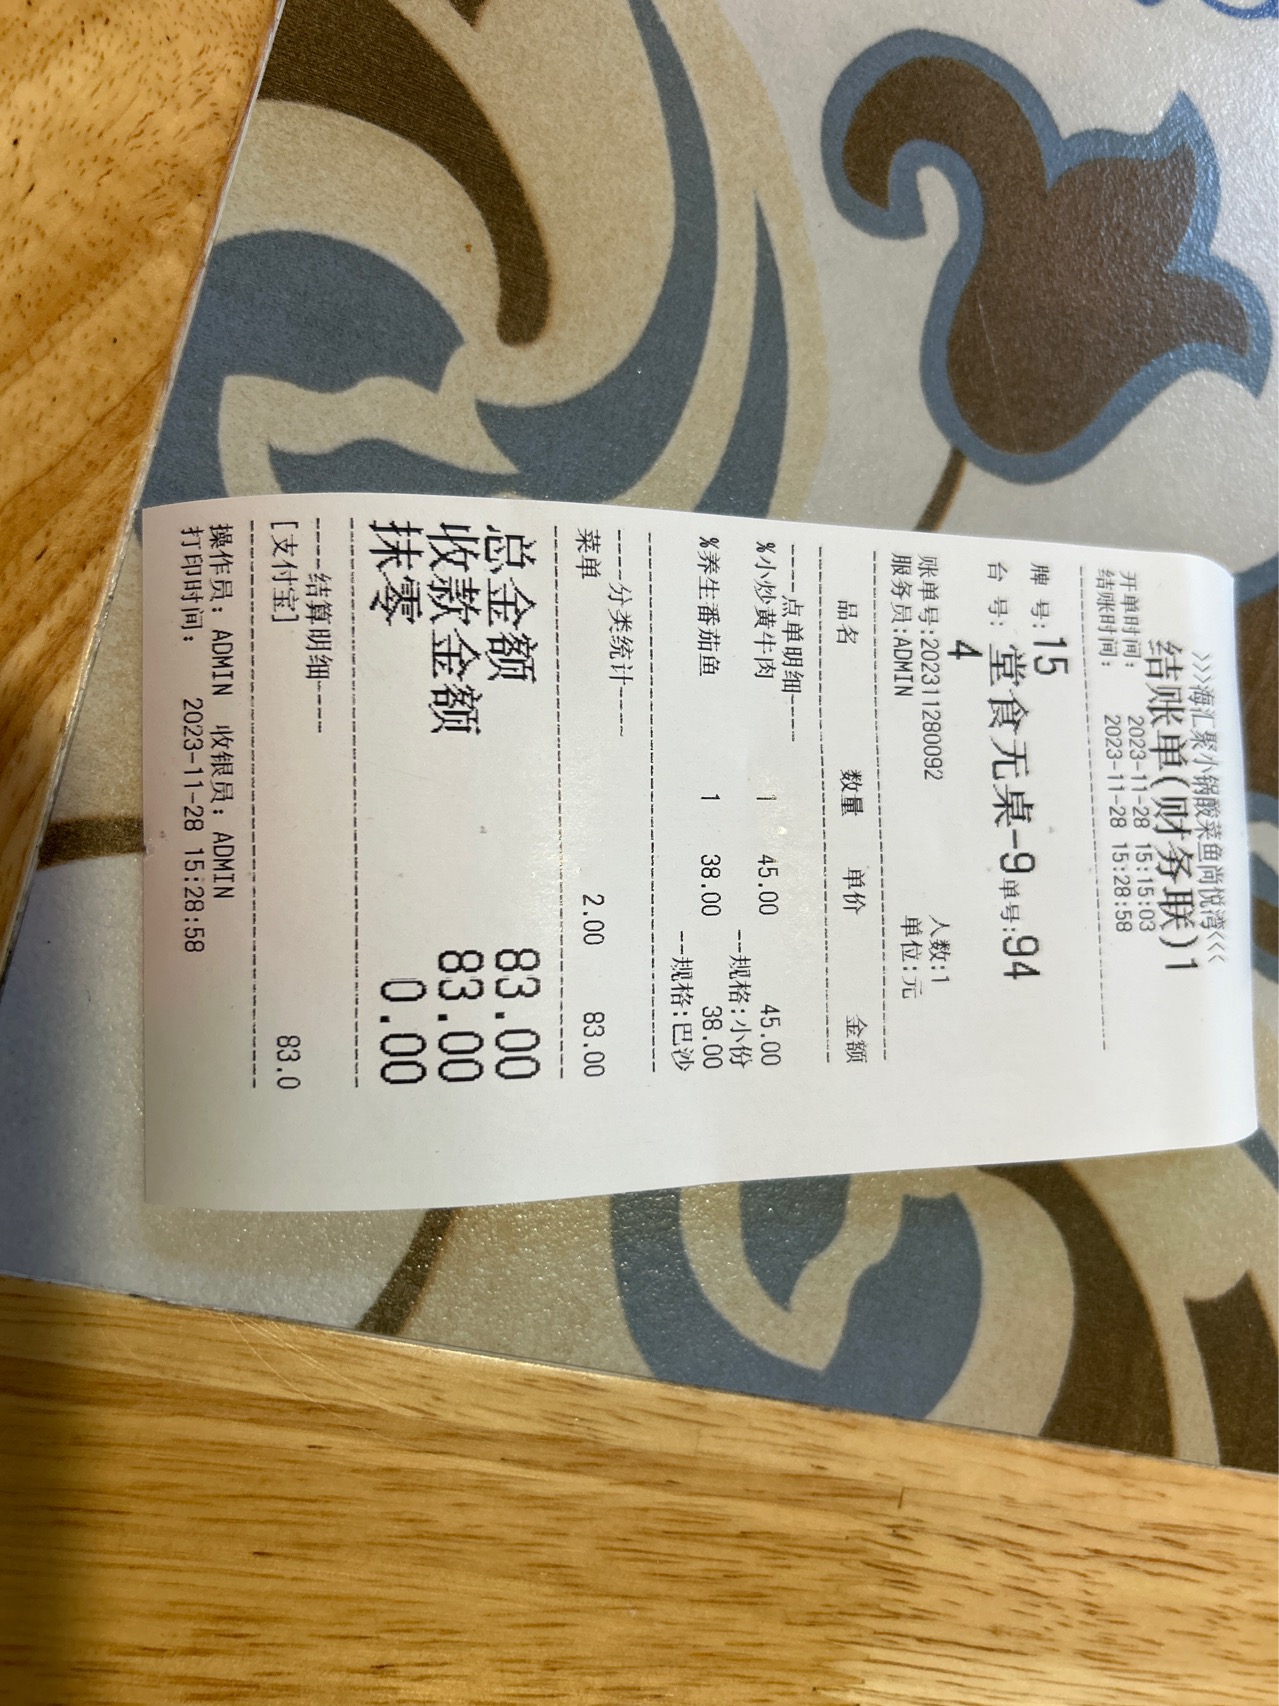 >>>海汇聚小锅酸菜鱼尚悦湾<<<
结账单(财务联)1
开单时间: 2023-11-28 15:15:03
结账时间: 2023-11-28 15:28:58
牌 号:15
台 号: 堂食无桌-9 单号:94
4
账单号:202311280092 人数:1
服务员:ADMIN 单位:元
品名 数量 单价 金额
----点单明细----
%小炒黄牛肉 1 45.00 45.00
--规格:小份
%养生番茄鱼 1 38.00 38.00
--规格:巴沙
----分类统计----
菜单 2.00 83.00
总金额 83.00
收款金额 83.00
抹零 0.00
----结算明细----
[支付宝] 83.0
操作员: ADMIN 收银员: ADMIN
打印时间: 2023-11-28 15:28:58